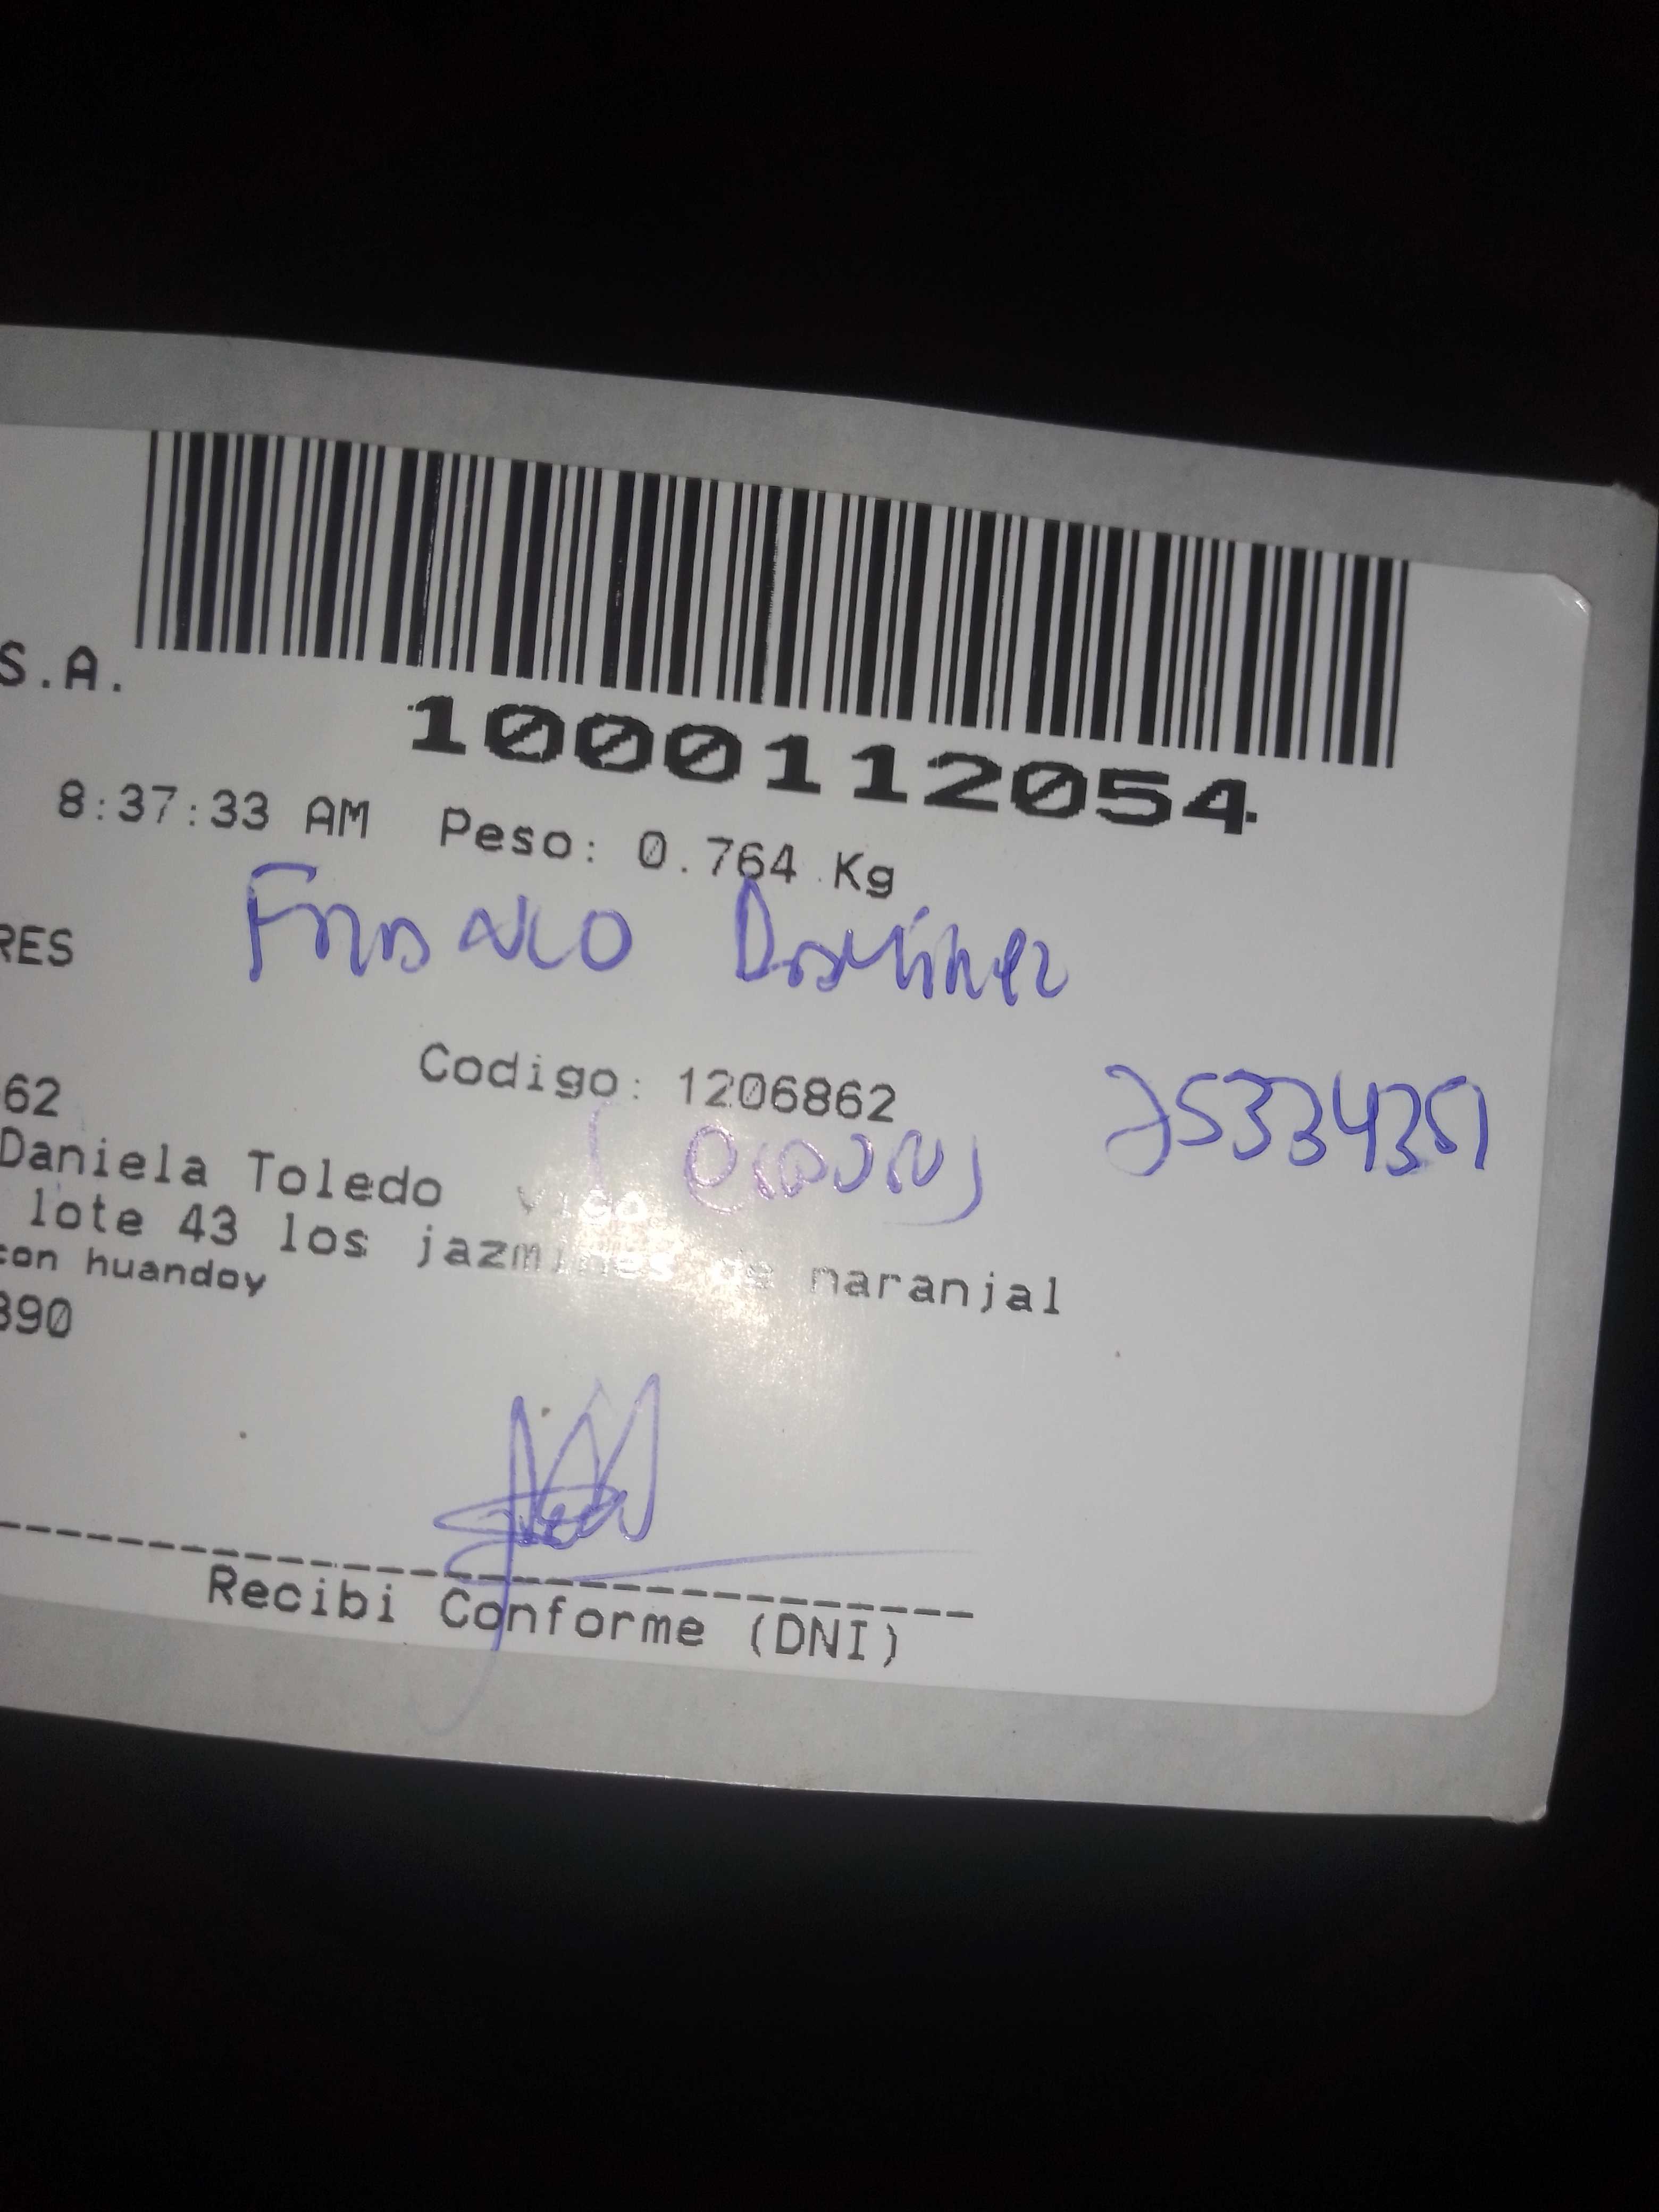 S.A.
1000112054
8:37:33 AM Peso: 0.764 Kg
RES
Codigo: 1206862
62
25334351
Daniela Toledo
lote 43 los jazmines de naranjal
con huandoy
390
Recibi Conforme (DNI)